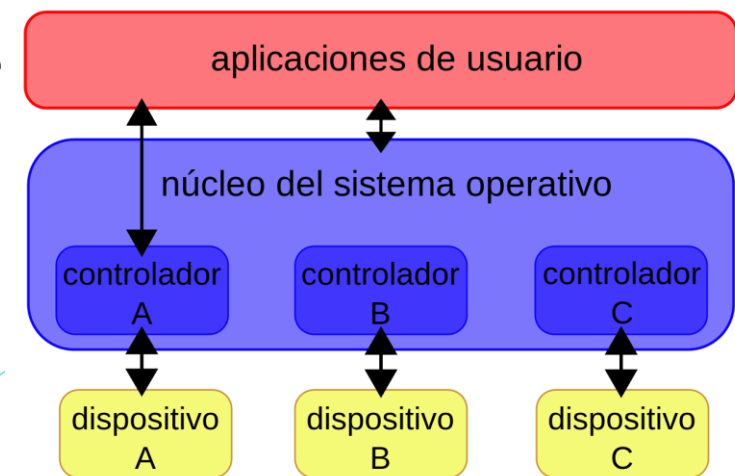 aplicaciones de usuario
núcleo del sistema operativo
controlador
A
controlador
B
controlador
C
dispositivo
A
dispositivo
B
dispositivo
C